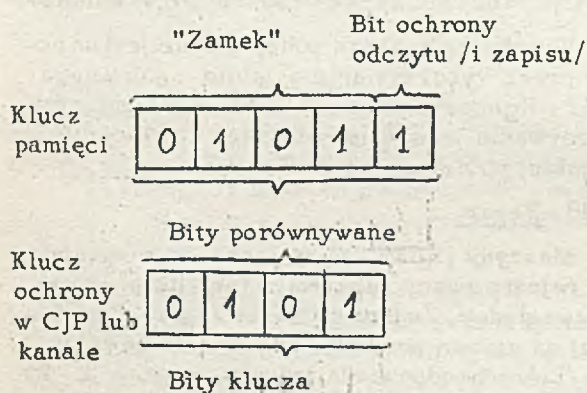 "Zamek"
Bit ochrony
odczytu /i zapisu/
Klucz
pamięci
0 1 0 1 1
Bity porównywane
Klucz
ochrony
w CJP lub
kanale
0 1 0 1
Bity klucza